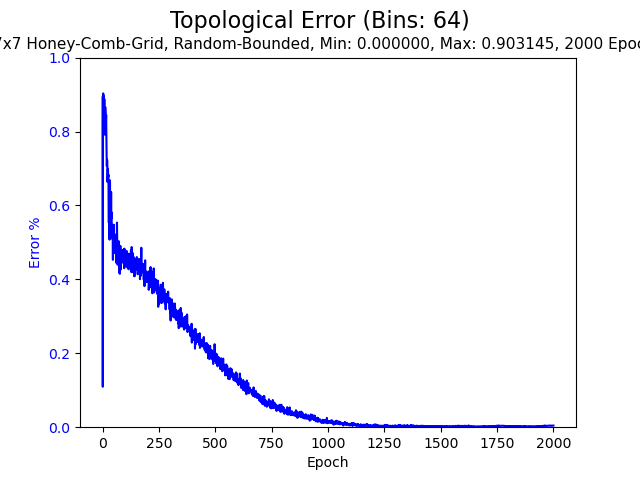 Topological Error (Bins: 64)
x7 Honey-Comb-Grid, Random-Bounded, Min: 0.000000, Max: 0.903145, 2000 Epoc
1.0
0.8
0.6
0.4
0.2
0.0
Error %
0 250 500 750 1000 1250 1500 1750 2000
Epoch